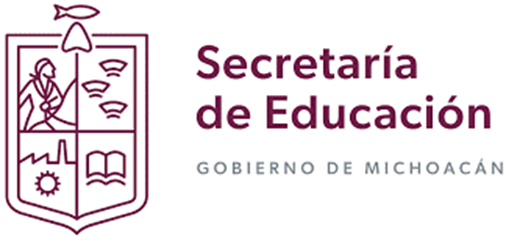 Secretaría
de Educación
GOBIERNO DE MICHOACÁN